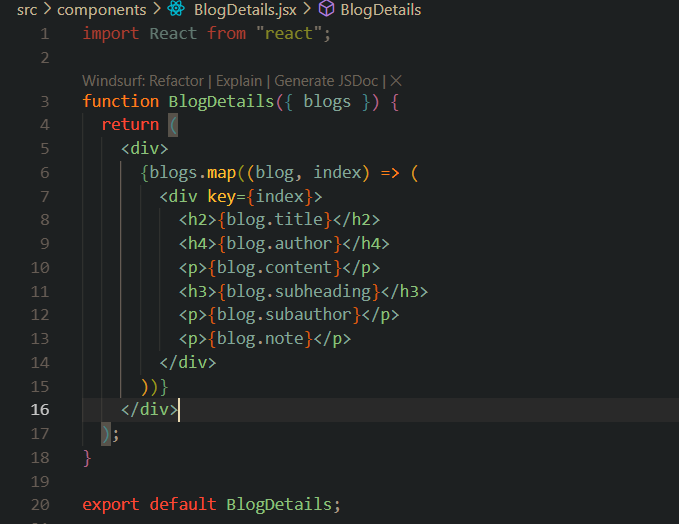 src > components > BlogDetails.jsx > BlogDetails
1 import React from "react";
2
Windsurf: Refactor | Explain | Generate JSDoc | ×
3 function BlogDetails({ blogs }) {
4   return (
5     <div>
6       {blogs.map((blog, index) => (
7         <div key={index}>
8           <h2>{blog.title}</h2>
9           <h4>{blog.author}</h4>
10           <p>{blog.content}</p>
11           <h3>{blog.subheading}</h3>
12           <p>{blog.subauthor}</p>
13           <p>{blog.note}</p>
14         </div>
15       ))}
16     </div>
17   );
18 }
19
20 export default BlogDetails;